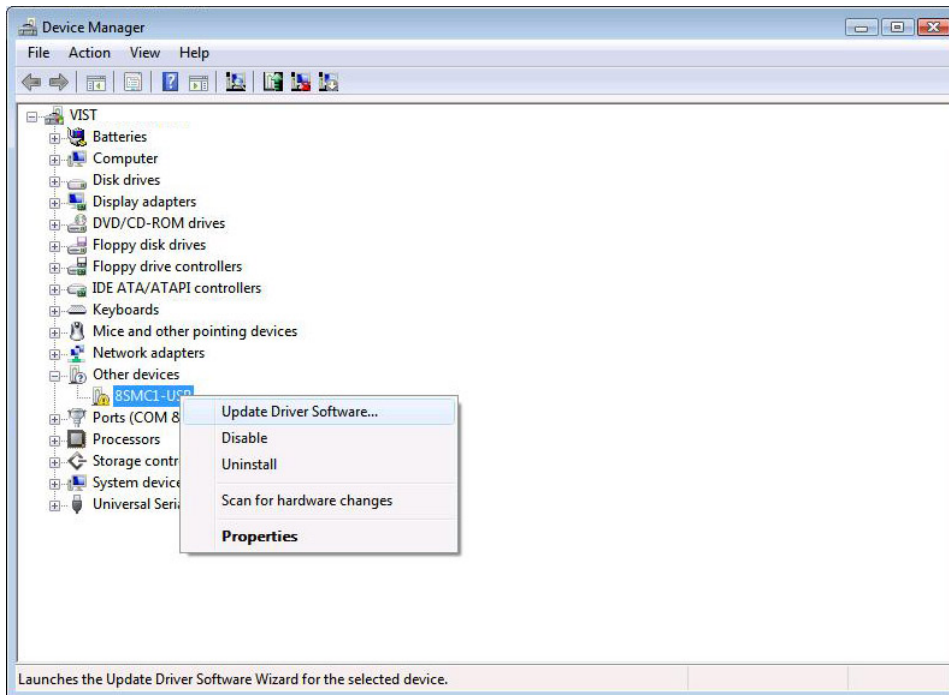 Device Manager
File Action View Help
VIST
Batteries
Computer
Disk drives
Display adapters
DVD/CD-ROM drives
Floppy disk drives
Floppy drive controllers
IDE ATA/ATAPI controllers
Keyboards
Mice and other pointing devices
Network adapters
Other devices
8SMC1-USB
Ports (COM &
Processors
Storage contr
System device
Universal Seria
Update Driver Software...
Disable
Uninstall
Scan for hardware changes
Properties
Launches the Update Driver Software Wizard for the selected device.